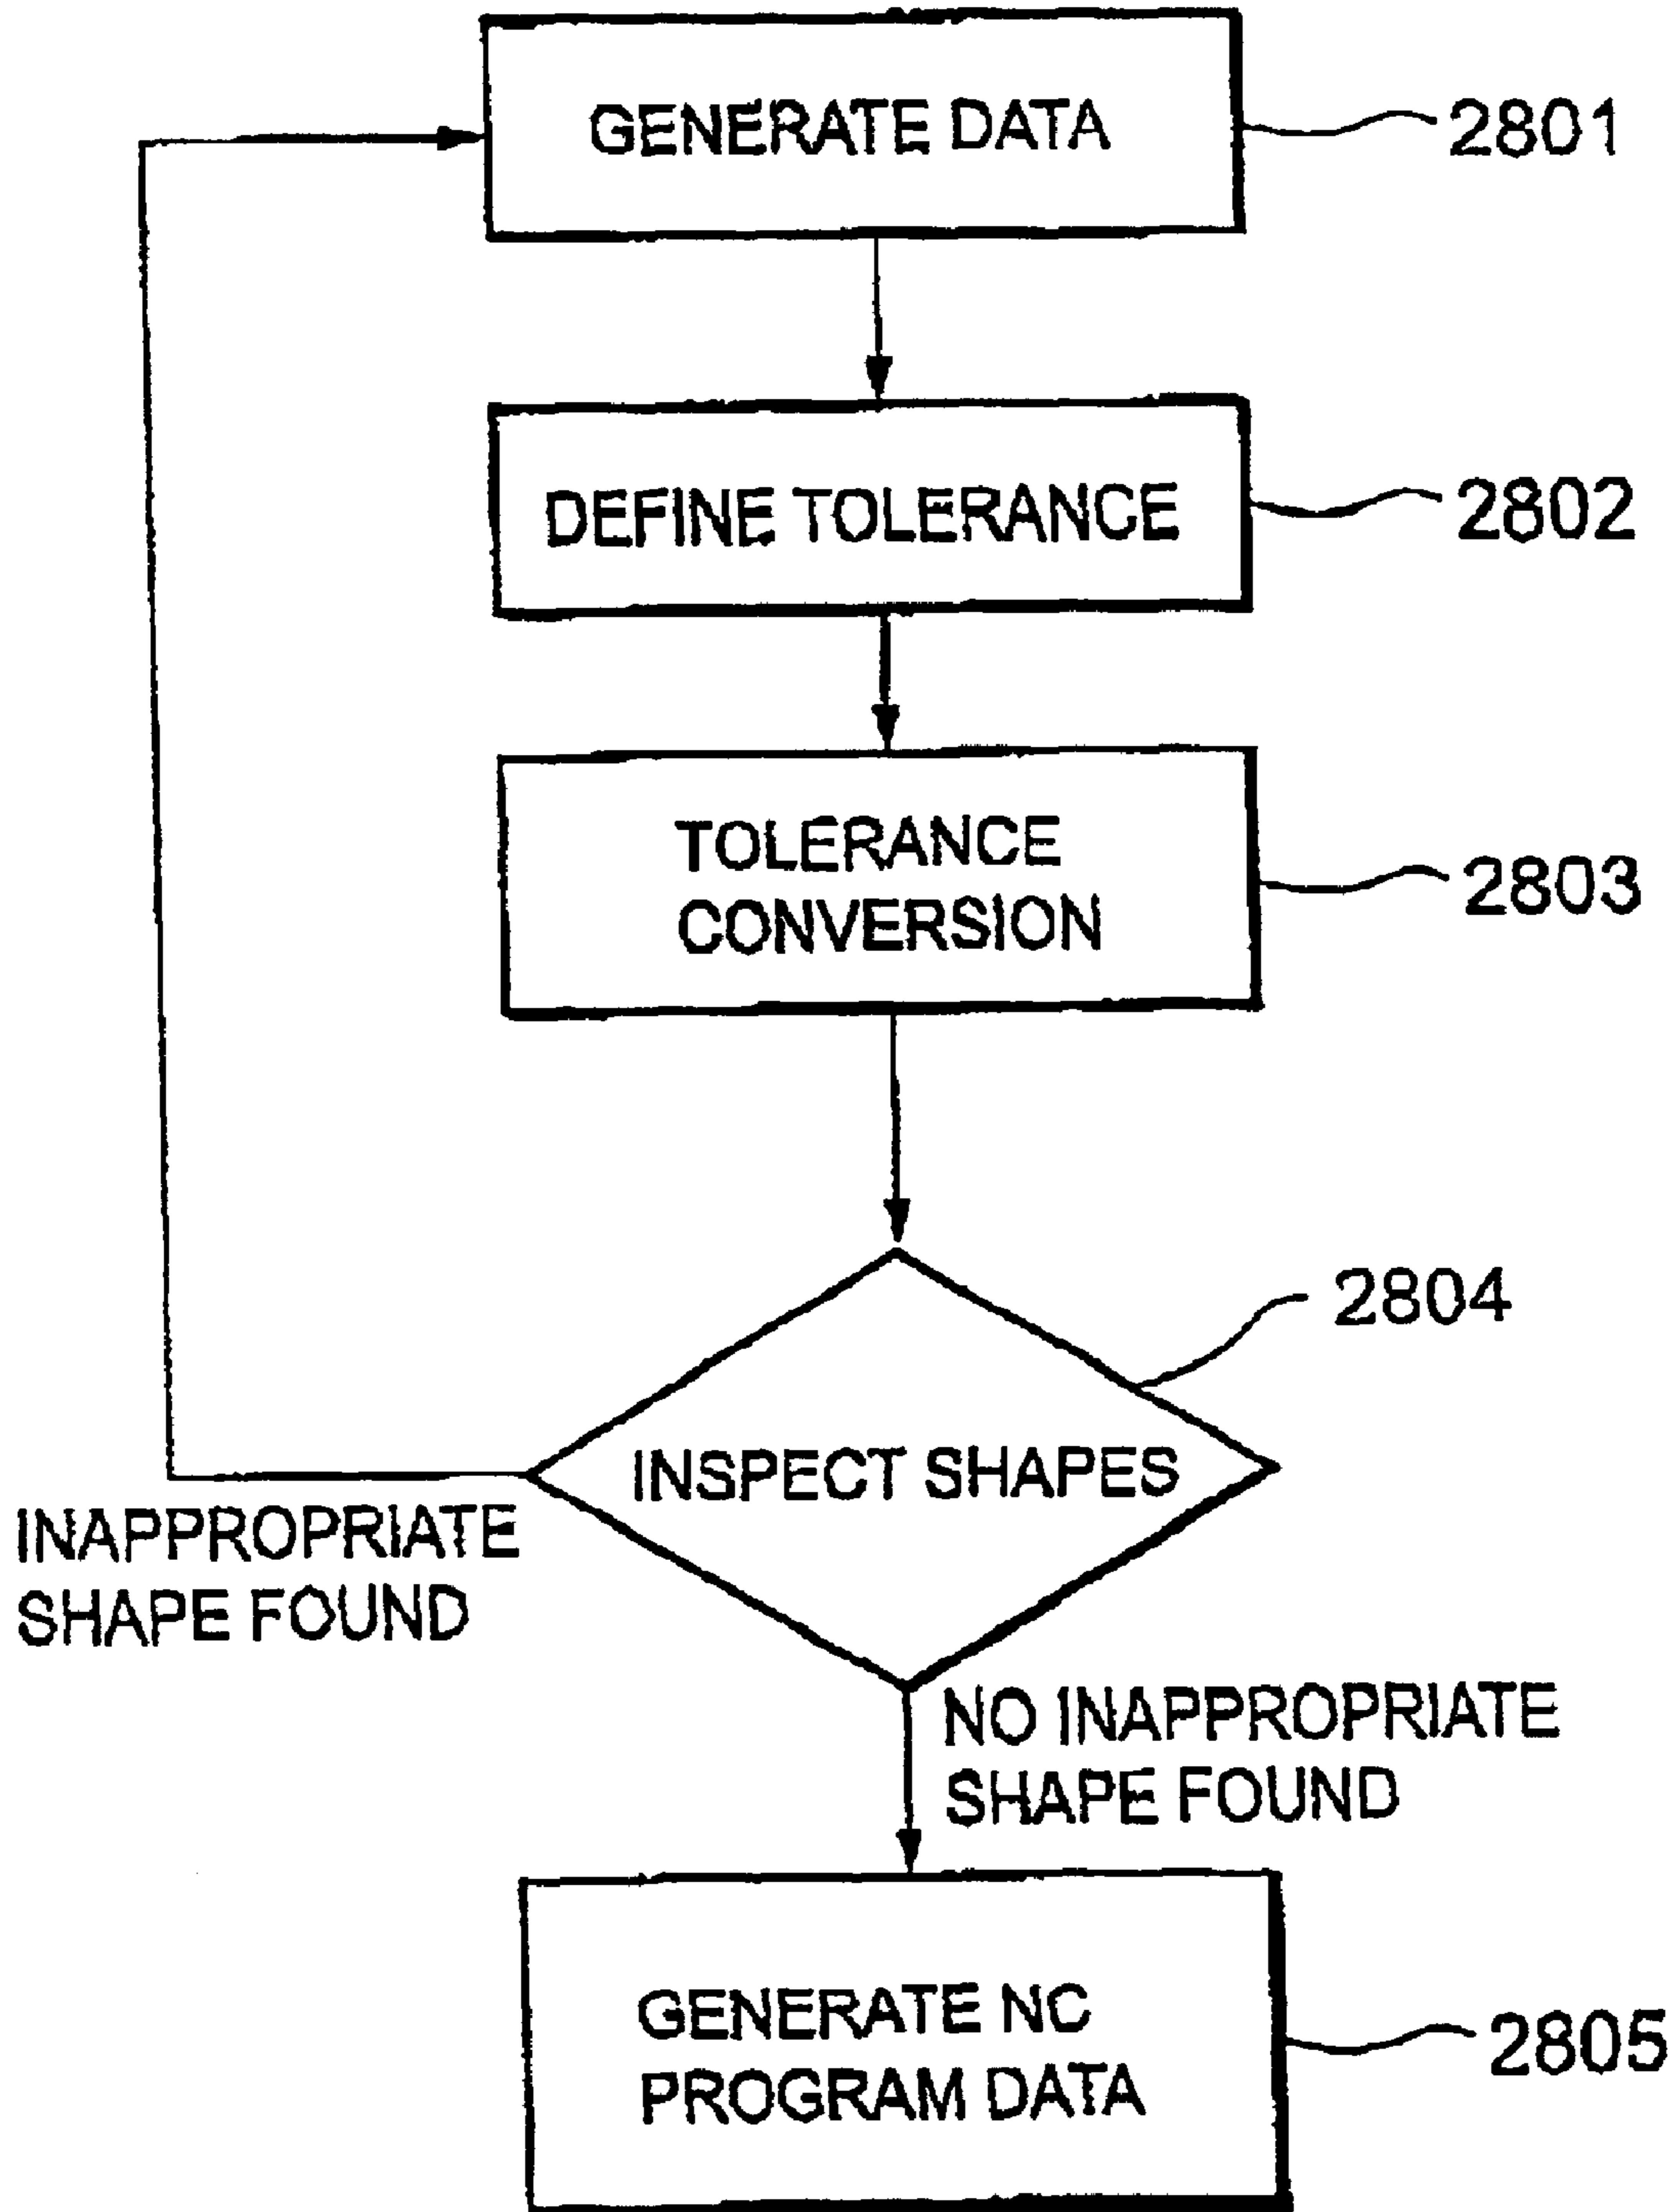 GENERATE DATA
2801
DEFINE TOLERANCE
2802
TOLERANCE
CONVERSION
2803
2804
INSPECT SHAPES
INAPPROPRIATE
SHAPE FOUND
NO INAPPROPRIATE
SHAPE FOUND
GENERATE NC
PROGRAM DATA
2805